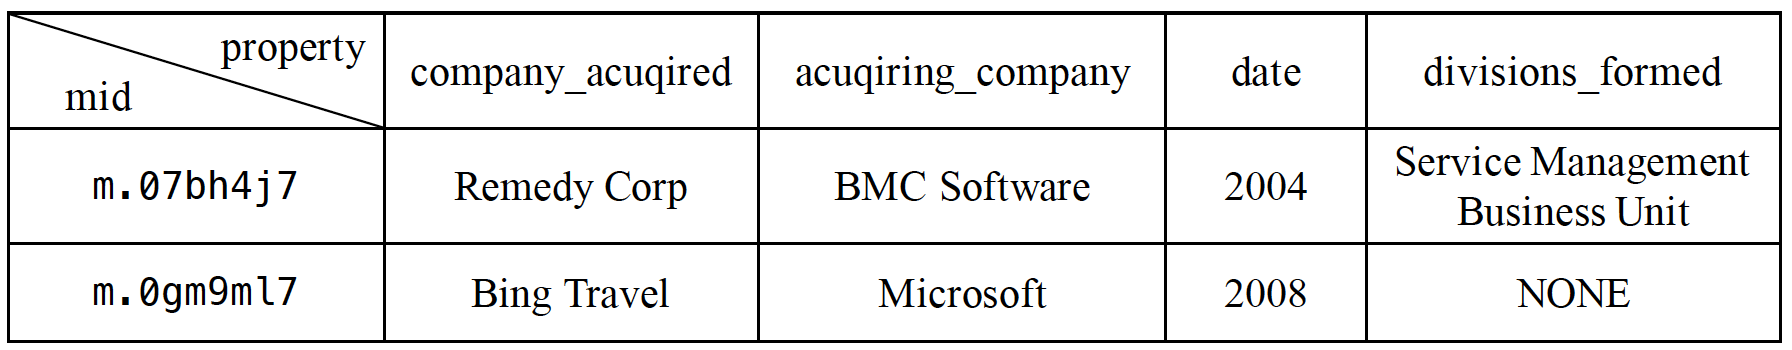 property
mid
company_acuqired
acuqiring_company
date
divisions_formed
m.07bh4j7
Remedy Corp
BMC Software
2004
Service Management
Business Unit
m.0gm9ml7
Bing Travel
Microsoft
2008
NONE